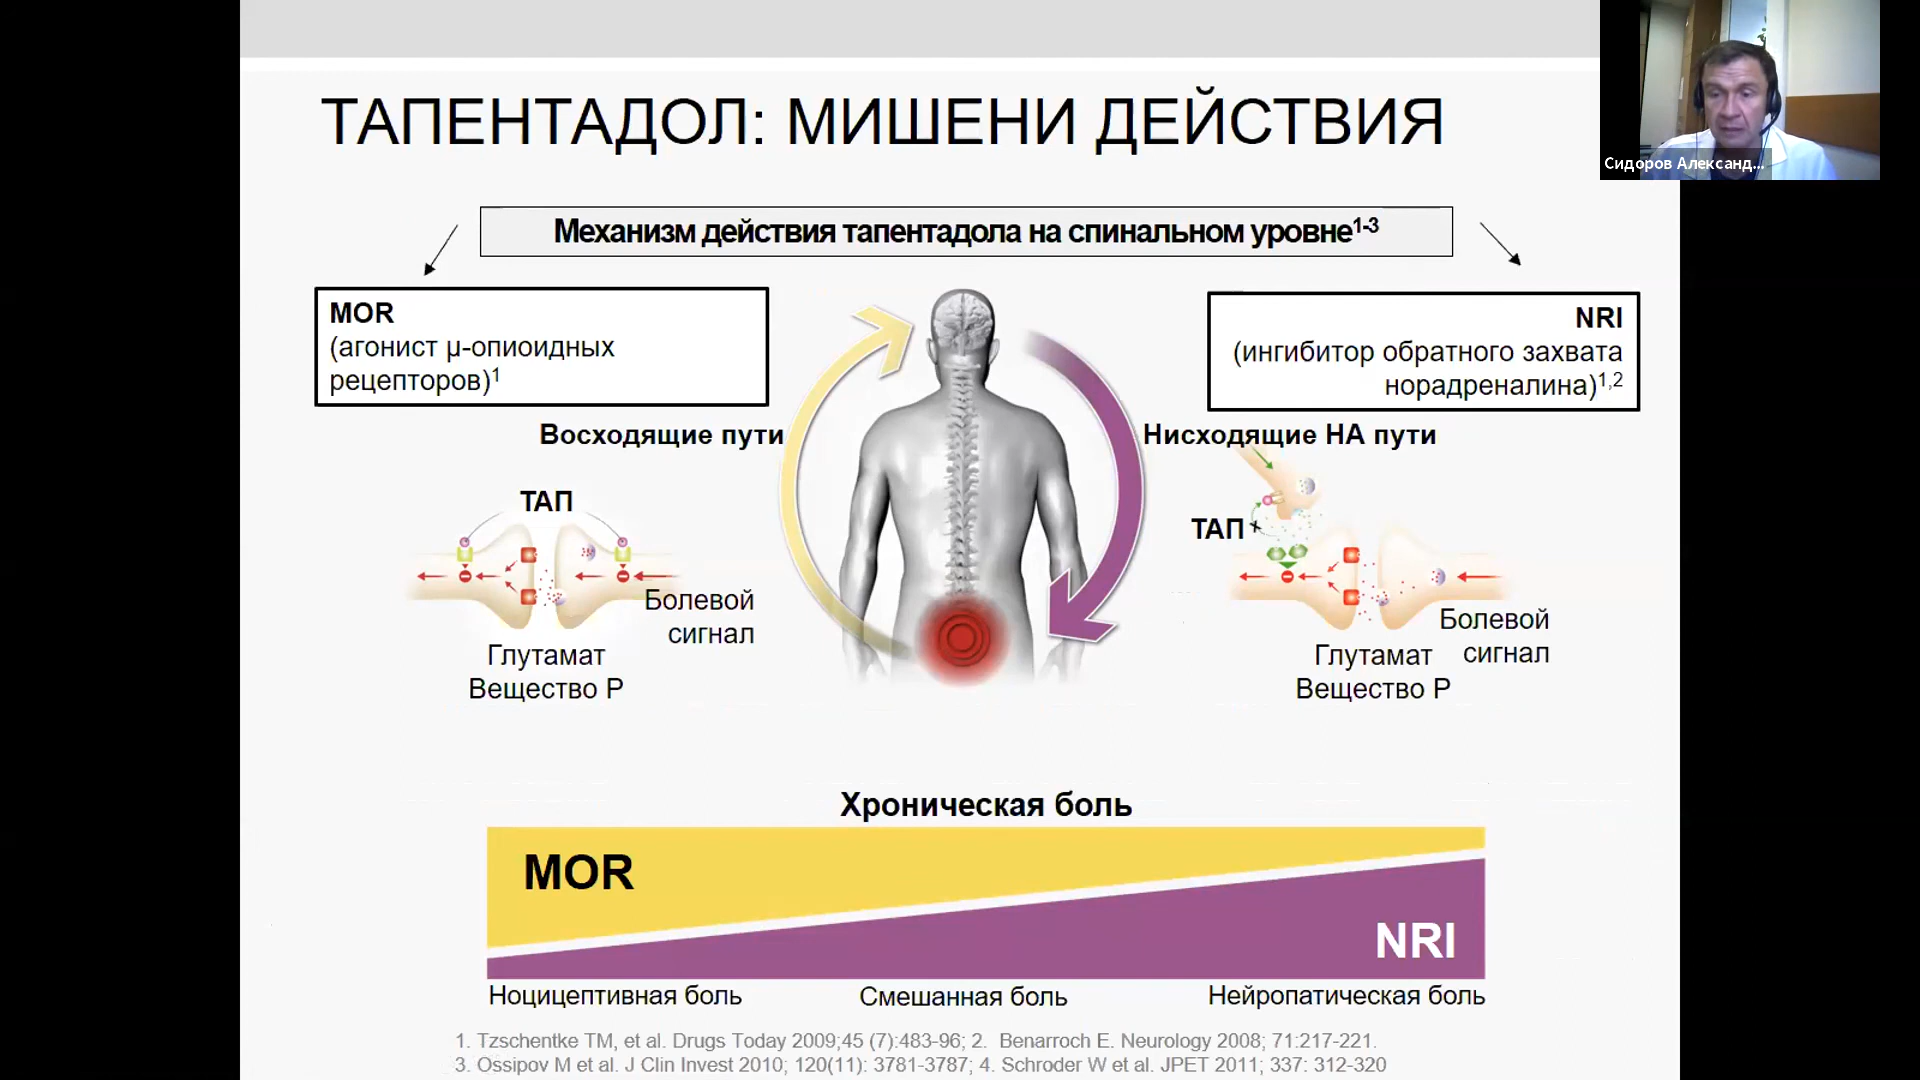 Сидоров Александ...
ТАПЕНТАДОЛ: МИШЕНИ ДЕЙСТВИЯ
Механизм действия тапентадола на спинальном уровне1-3
MOR
(агонист μ-опиоидных
рецепторов)1
NRI
(ингибитор обратного захвата
норадреналина)1,2
Восходящие пути
Нисходящие НА пути
ТАП
Болевой
сигнал
Глутамат
Вещество P
ТАП
Болевой
сигнал
Глутамат
Вещество P
Хроническая боль
MOR
NRI
Ноцицептивная боль
Смешанная боль
Нейропатическая боль
1. Tzschentke TM, et al. Drugs Today 2009;45 (7):483-96; 2. Benarroch E. Neurology 2008; 71:217-221.
3. Ossipov M et al. J Clin Invest 2010; 120(11): 3781-3787; 4. Schroder W et al. JPET 2011; 337: 312-320